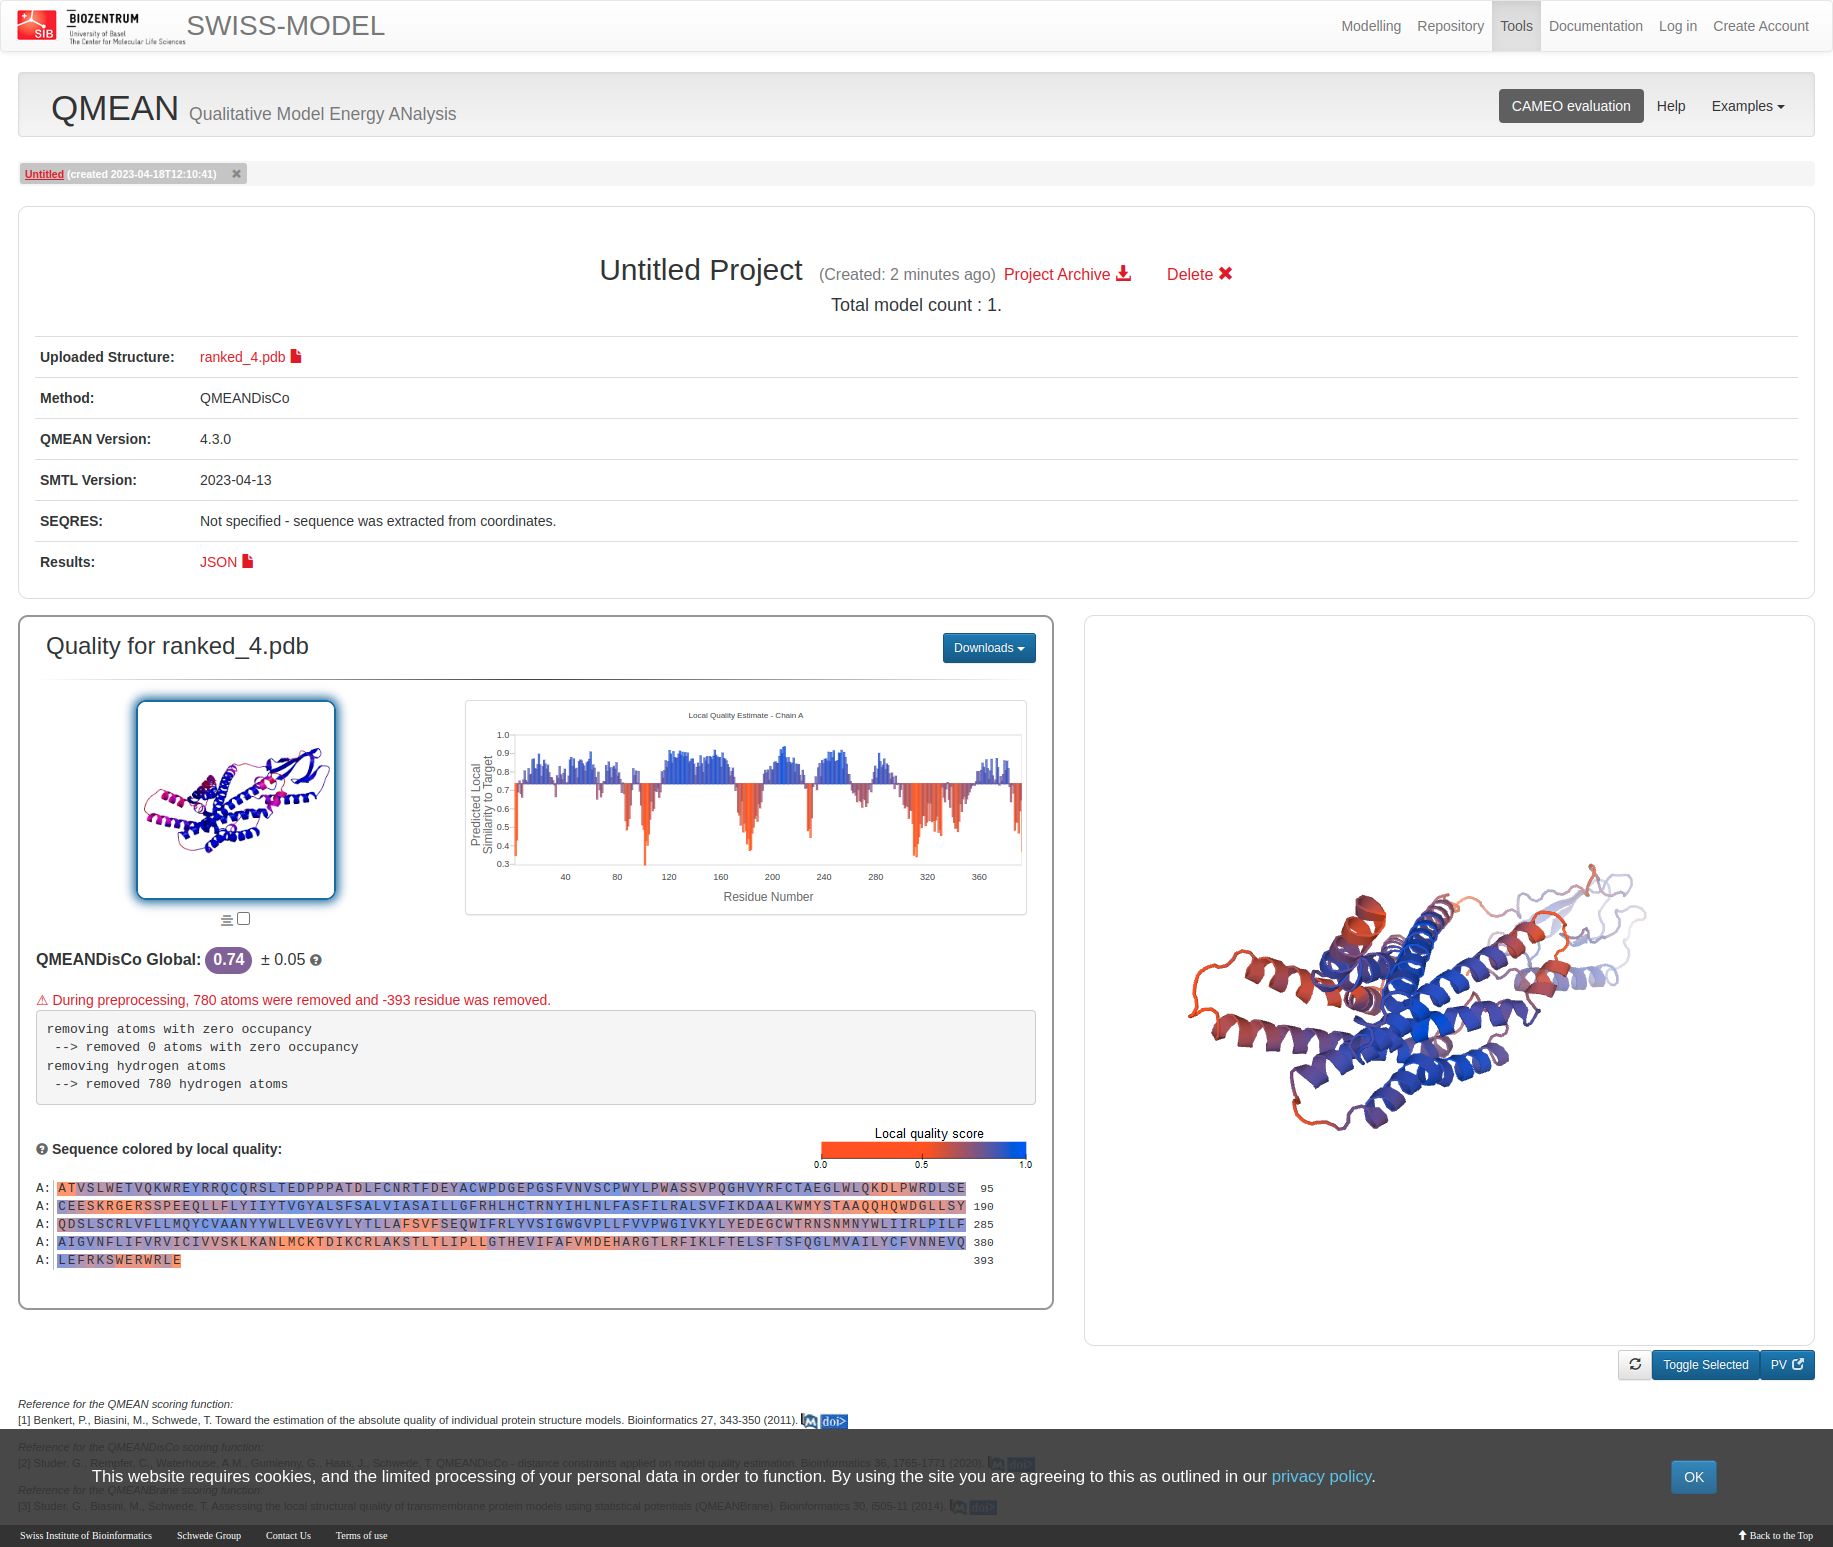 SIB
BIOZENTRUM
University of Basel
The Center for Molecular Life Sciences
SWISS-MODEL
Modelling Repository Tools Documentation Log in Create Account
QMEAN Qualitative Model Energy ANalysis
CAMEO evaluation Help Examples
Untitled (created 2023-04-18T12:10:41) ✖
Untitled Project (Created: 2 minutes ago) Project Archive Delete ✖
Total model count : 1.
Uploaded Structure: ranked_4.pdb
Method: QMEANDisCo
QMEAN Version: 4.3.0
SMTL Version: 2023-04-13
SEQRES: Not specified - sequence was extracted from coordinates.
Results: JSON
Quality for ranked_4.pdb
Downloads
Local Quality Estimate - Chain A
Predicted Local
Similarity to Target
1.0
0.9
0.8
0.7
0.6
0.5
0.4
0.3
40 80 120 160 200 240 280 320 360
Residue Number
QMEANDisCo Global: 0.74 ± 0.05
⚠ During preprocessing, 780 atoms were removed and -393 residue was removed.
removing atoms with zero occupancy
--> removed 0 atoms with zero occupancy
removing hydrogen atoms
--> removed 780 hydrogen atoms
Sequence colored by local quality:
Local quality score
0.0 0.5 1.0
A: ATVSLWETVQKWREYRRQCQRSLTEDPPPATDLFCNRTFDEYACWPDGEPGSFVNVSCPWYLPWASSVPQGHVYRFCTAEGLWLQKDLPWRDLSE 95
A: CEESKRGERSSPEEQLLFLYIIYTVGYALSFSALVIASAILLGFRHLHCTRNYIHLNLFASFILRALSVFIKDAALKWMYSTAAQQHQWDGLLSY 190
A: QDSLSCRLVFLLMQYCVAANYYWLLVEGVYLYTLLAFSVFSEQWIFRLYVSIGWGVPLLFVVPWGIVKYLYEDEGCWTRNSNMNYWLIIRLPILF 285
A: AIGVNFLIFVRVICIVVSKLKANLMCKTDIKCRLAKSTLTLIPLLGTHEVIFAFVMDEHARGTLRFIKLFTELSFTSFQGLMVAILYCFVNNEVQ 380
A: LEFRKSWERWRLE 393
Toggle Selected PV
Reference for the QMEAN scoring function:
[1] Benkert, P., Biasini, M., Schwede, T. Toward the estimation of the absolute quality of individual protein structure models. Bioinformatics 27, 343-350 (2011). M doi>
Reference for the QMEANDisCo scoring function:
[2] Studer, G., Rempfer, C., Waterhouse, A.M., Gumienny, G., Haas, J., Schwede, T. QMEANDisCo - distance constraints applied on model quality estimation. Bioinformatics 36, 1765-1771 (2020). M doi>
This website requires cookies, and the limited processing of your personal data in order to function. By using the site you are agreeing to this as outlined in our privacy policy.
OK
Reference for the QMEANBrane scoring function:
[3] Studer, G., Biasini, M., Schwede, T. Assessing the local structural quality of transmembrane protein models using statistical potentials (QMEANBrane). Bioinformatics 30, i505-11 (2014). M doi>
Swiss Institute of Bioinformatics Schwede Group Contact Us Terms of use Back to the Top